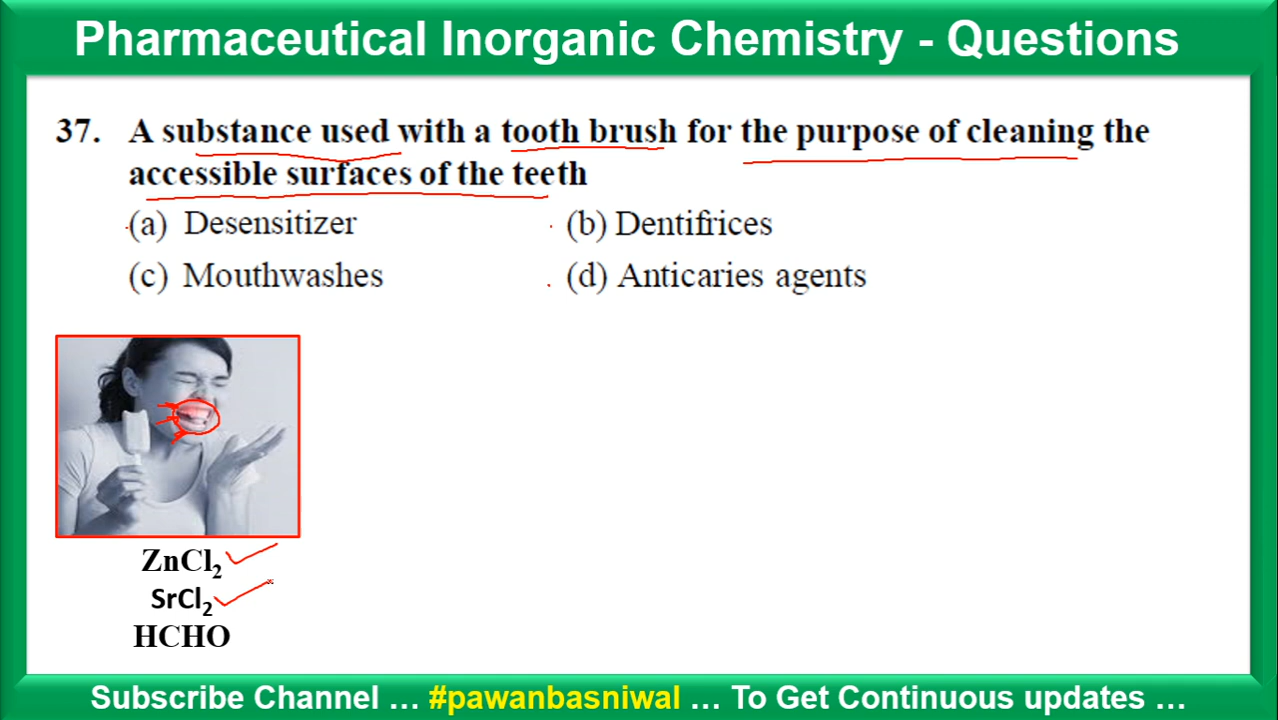 Pharmaceutical Inorganic Chemistry - Questions
37. A substance used with a tooth brush for the purpose of cleaning the
accessible surfaces of the teeth
(a) Desensitizer (b) Dentifrices
(c) Mouthwashes (d) Anticaries agents
ZnCl₂
SrCl₂
HCHO
Subscribe Channel ... #pawanbasniwal ... To Get Continuous updates ...